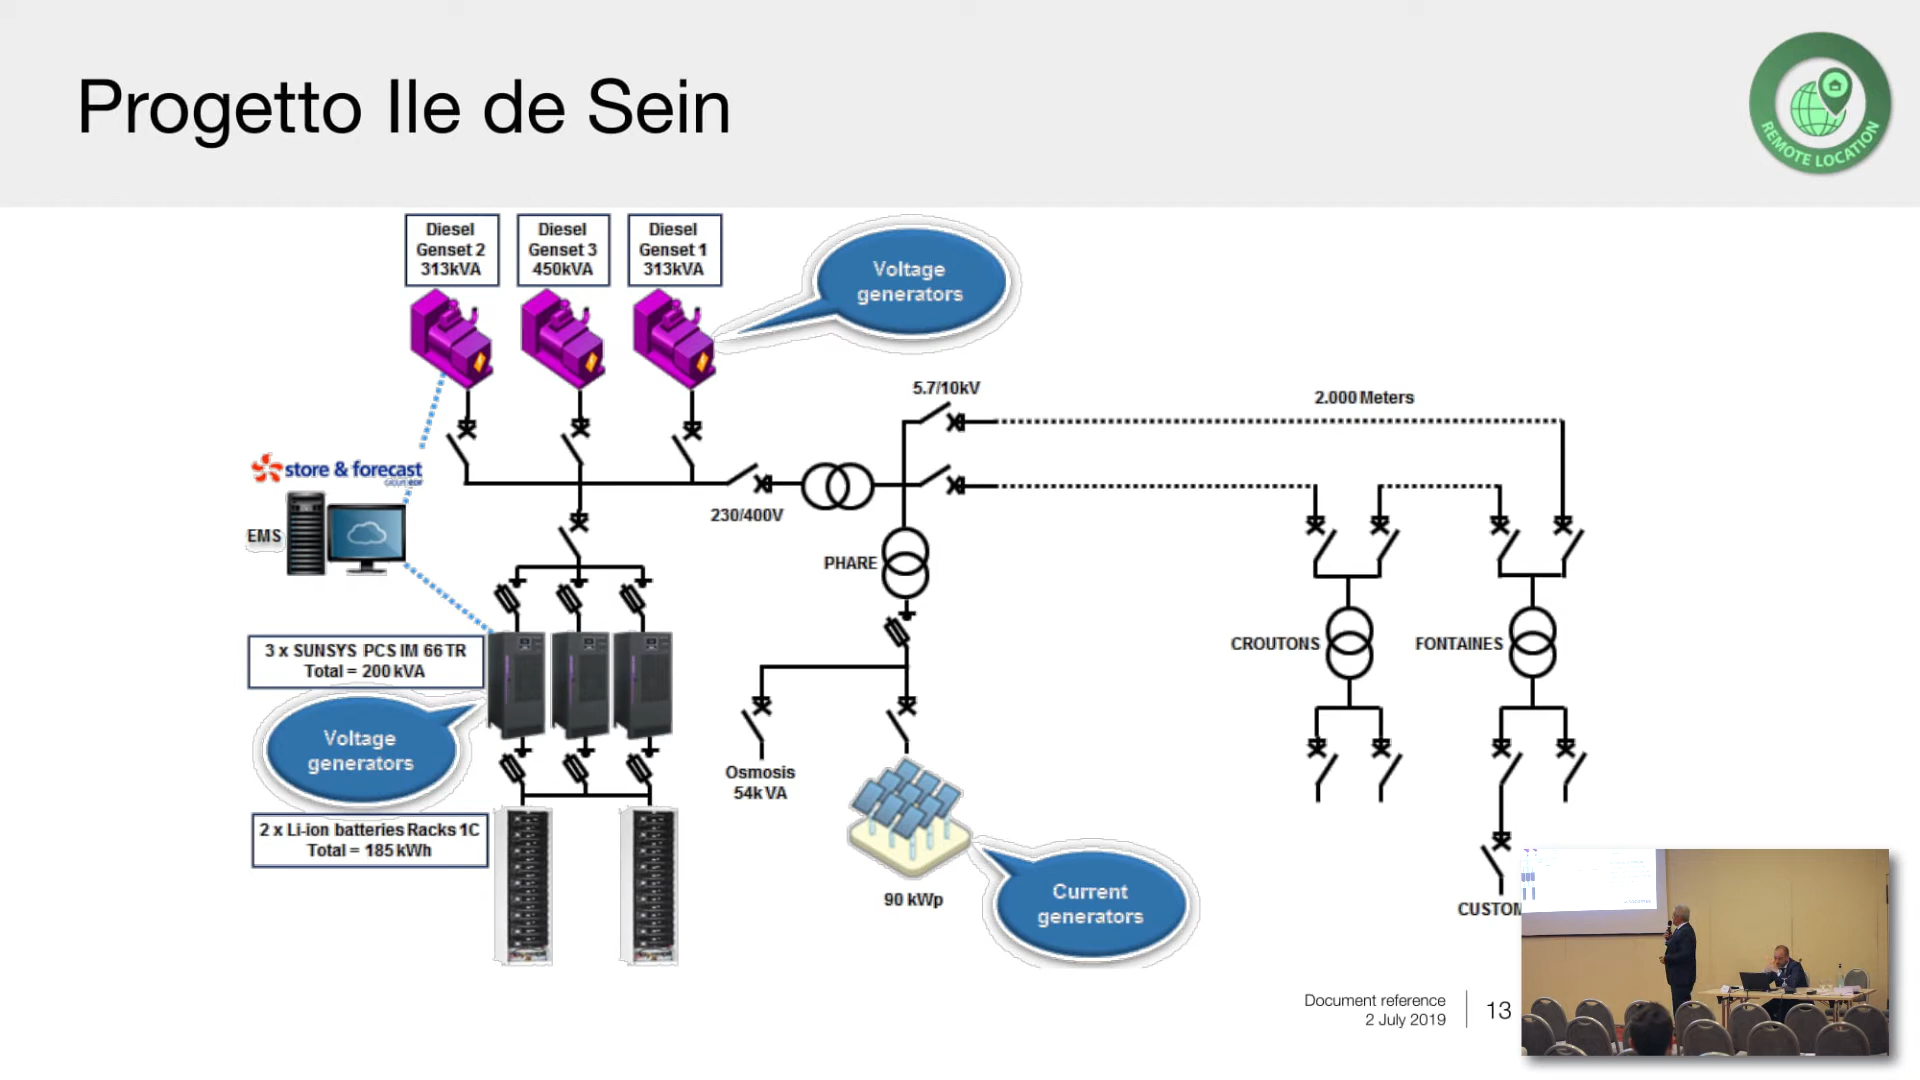 Progetto Ile de Sein
REMOTE LOCATION
Diesel
Genset 2
313kVA
Diesel
Genset 3
450kVA
Diesel
Genset 1
313kVA
Voltage
generators
5.7/10kV
2.000 Meters
store & forecast
230/400V
EMS
PHARE
CROUTONS
FONTAINES
3 x SUNSYS PCS IM 66 TR
Total = 200 kVA
Voltage
generators
Osmosis
54k VA
2 x Li-ion batteries Racks 1C
Total = 185 kWh
90 kWp
Current
generators
Document reference
2 July 2019
13